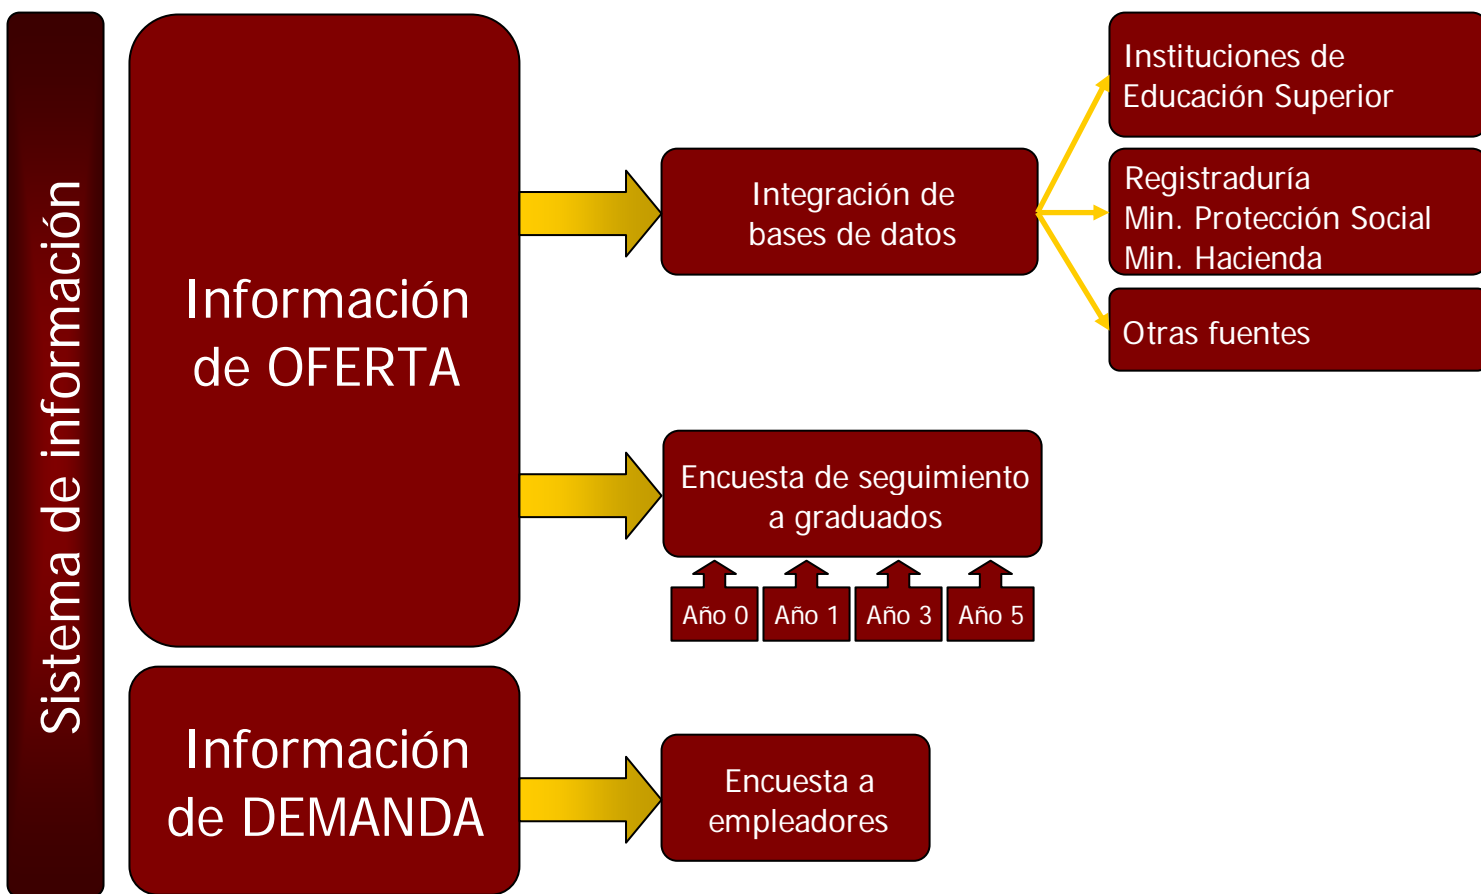 Sistema de información
Información
de OFERTA
Integración de
bases de datos
Instituciones de
Educación Superior
Registraduría
Min. Protección Social
Min. Hacienda
Otras fuentes
Encuesta de seguimiento
a graduados
Año 0
Año 1
Año 3
Año 5
Información
de DEMANDA
Encuesta a
empleadores